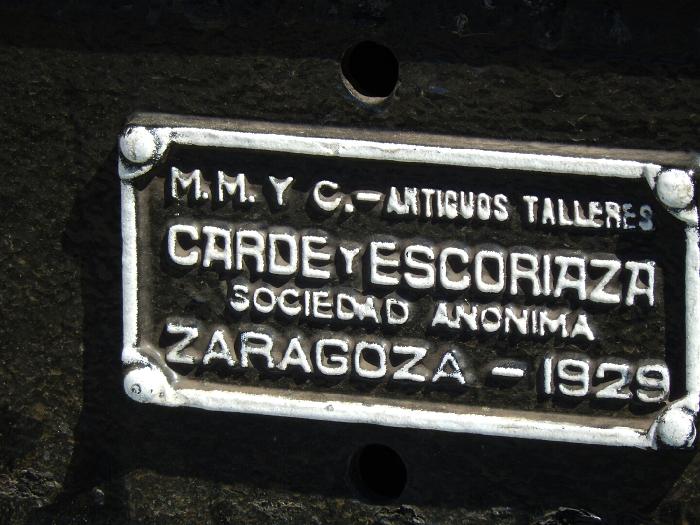 M.M. Y C.-ANTIGUOS TALLERES
CARDE Y ESCORIAZA
SOCIEDAD ANONIMA
ZARAGOZA - 1929